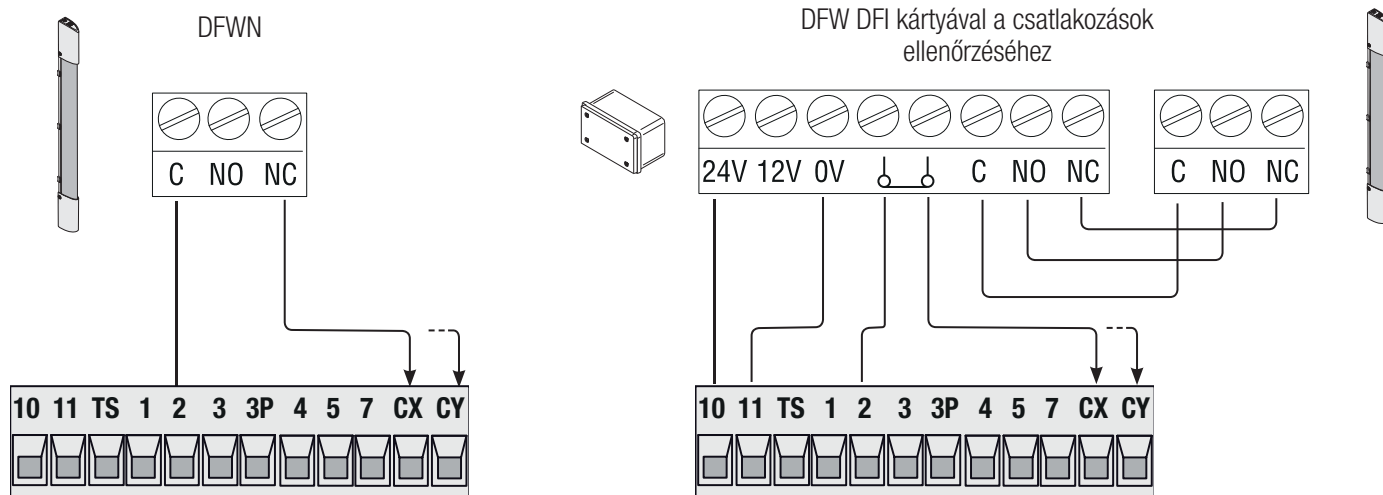 DFWN
C NO NC
10 11 TS 1 2 3 3P 4 5 7 CX CY
DFW DFI kártyával a csatlakozások
ellenőrzéséhez
24V 12V 0V C NO NC
C NO NC
10 11 TS 1 2 3 3P 4 5 7 CX CY